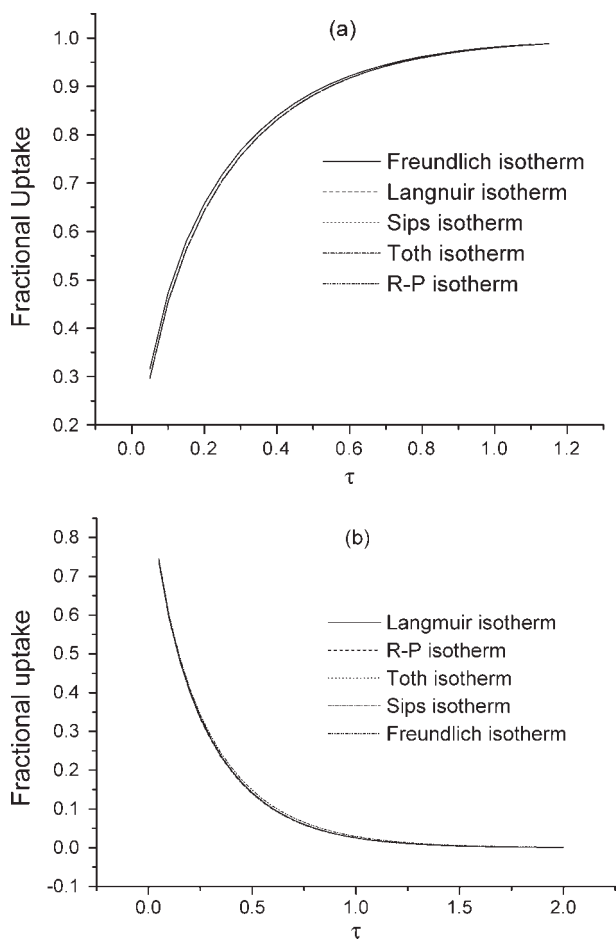 (a)
1.0
0.9
0.8
0.7
0.6
0.5
0.4
0.3
0.2
Fractional Uptake
Freundlich isotherm
Langnuir isotherm
Sips isotherm
Toth isotherm
R-P isotherm
0.0 0.2 0.4 0.6 0.8 1.0 1.2
τ
(b)
0.8
0.7
0.6
0.5
0.4
0.3
0.2
0.1
0.0
-0.1
Fractional uptake
Langmuir isotherm
R-P isotherm
Toth isotherm
Sips isotherm
Freundlich isotherm
0.0 0.5 1.0 1.5 2.0
τ